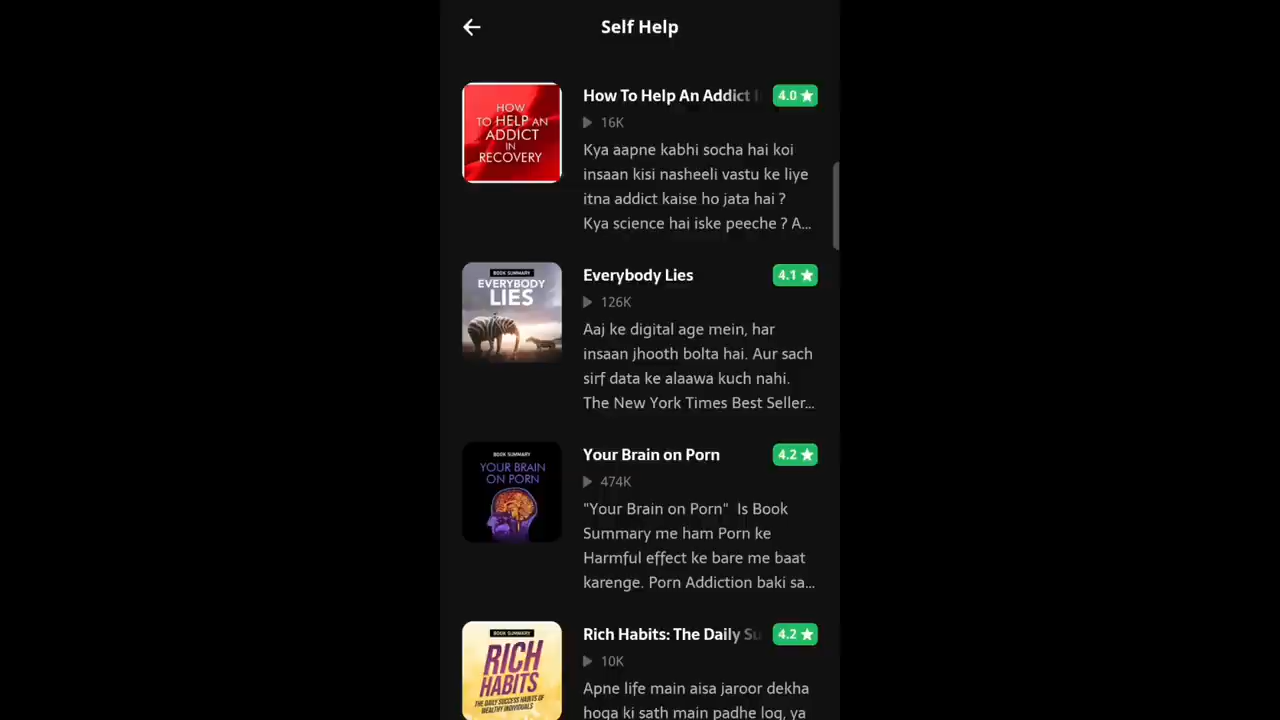 Self Help
HOW
TO HELP AN
ADDICT
IN
RECOVERY
How To Help An Addict
4.0
16K
Kya aapne kabhi socha hai koi
insaan kisi nasheeli vastu ke liye
itna addict kaise ho jata hai ?
Kya science hai iske peeche ? A...
BOOK SUMMARY
EVERYBODY
LIES
Everybody Lies
4.1
126K
Aaj ke digital age mein, har
insaan jhooth bolta hai. Aur sach
sirf data ke alaawa kuch nahi.
The New York Times Best Seller...
BOOK SUMMARY
YOUR BRAIN
ON PORN
Your Brain on Porn
4.2
474K
"Your Brain on Porn" Is Book
Summary me ham Porn ke
Harmful effect ke bare me baat
karenge. Porn Addiction baki sa...
BOOK SUMMARY
RICH
HABITS
THE DAILY SUCCESS HABITS OF
WEALTHY INDIVIDUALS
Rich Habits: The Daily Su
4.2
10K
Apne life main aisa jaroor dekha
hoga ki sath main padhe log, ya